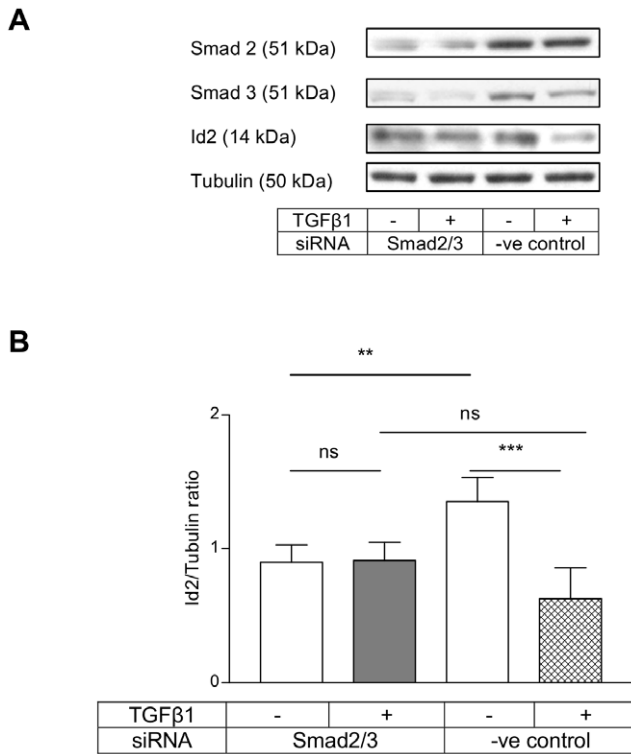 A
Smad 2 (51 kDa)
Smad 3 (51 kDa)
Id2 (14 kDa)
Tubulin (50 kDa)
TGFβ1 - + - +
siRNA Smad2/3 -ve control
B
**
ns
ns
***
2
1
0
Id2/Tubulin ratio
TGFβ1 - + - +
siRNA Smad2/3 -ve control